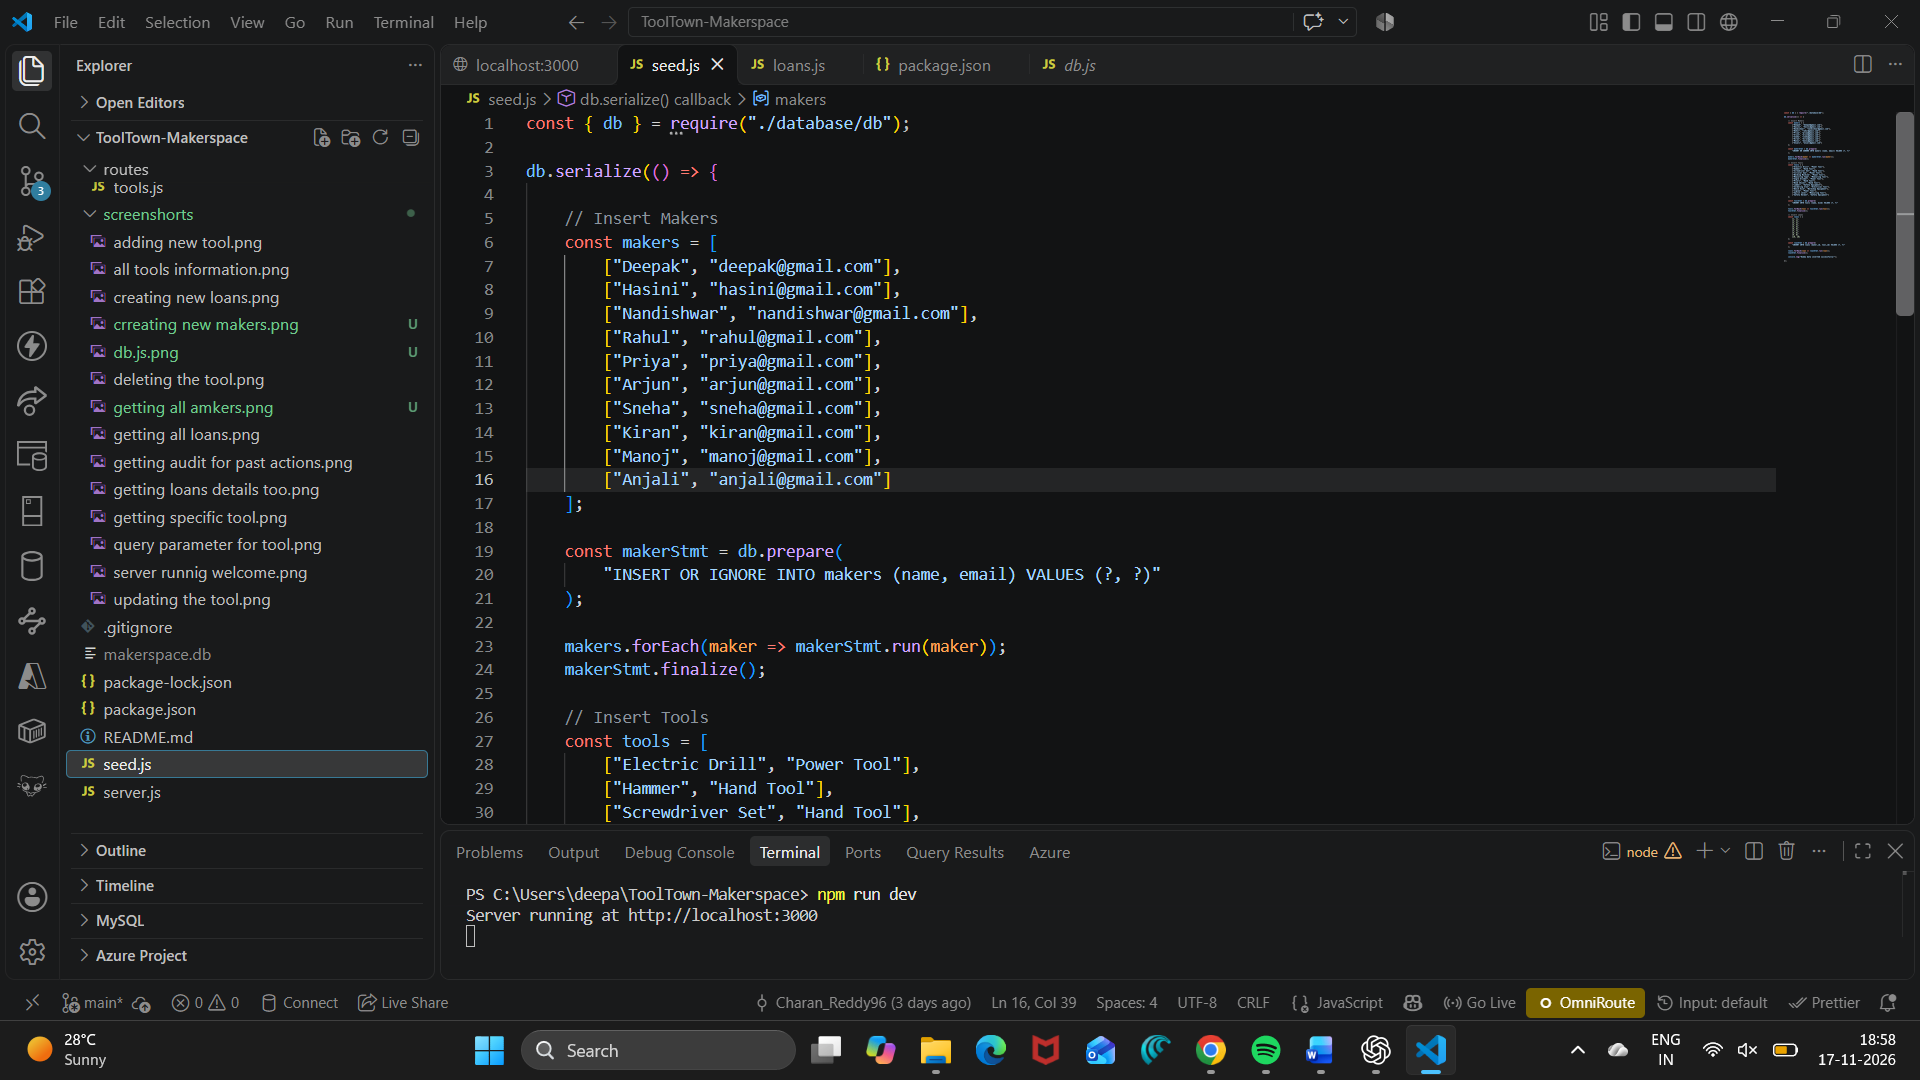 File Edit Selection View Go Run Terminal Help
ToolTown-Makerspace
Explorer
Open Editors
ToolTown-Makerspace
routes
JS tools.js
screenshorts
adding new tool.png
all tools information.png
creating new loans.png
crreating new makers.png U
db.js.png U
deleting the tool.png
getting all amkers.png U
getting all loans.png
getting audit for past actions.png
getting loans details too.png
getting specific tool.png
query parameter for tool.png
server runnig welcome.png
updating the tool.png
.gitignore
makerspace.db
{} package-lock.json
{} package.json
README.md
JS seed.js
JS server.js
Outline
Timeline
MySQL
Azure Project
3
localhost:3000
JS seed.js
JS loans.js
{} package.json
JS db.js
JS seed.js > db.serialize() callback > makers
1 const { db } = require("./database/db");
2
3 db.serialize(() => {
4
5 // Insert Makers
6 const makers = [
7 ["Deepak", "deepak@gmail.com"],
8 ["Hasini", "hasini@gmail.com"],
9 ["Nandishwar", "nandishwar@gmail.com"],
10 ["Rahul", "rahul@gmail.com"],
11 ["Priya", "priya@gmail.com"],
12 ["Arjun", "arjun@gmail.com"],
13 ["Sneha", "sneha@gmail.com"],
14 ["Kiran", "kiran@gmail.com"],
15 ["Manoj", "manoj@gmail.com"],
16 ["Anjali", "anjali@gmail.com"]
17 ];
18
19 const makerStmt = db.prepare(
20 "INSERT OR IGNORE INTO makers (name, email) VALUES (?, ?)"
21 );
22
23 makers.forEach(maker => makerStmt.run(maker));
24 makerStmt.finalize();
25
26 // Insert Tools
27 const tools = [
28 ["Electric Drill", "Power Tool"],
29 ["Hammer", "Hand Tool"],
30 ["Screwdriver Set", "Hand Tool"],
Problems Output Debug Console Terminal Ports Query Results Azure
node
PS C:\Users\deepa\ToolTown-Makerspace> npm run dev
Server running at http://localhost:3000
main* 0 0 Connect Live Share
Charan_Reddy96 (3 days ago) Ln 16, Col 39 Spaces: 4 UTF-8 CRLF JavaScript Go Live OmniRoute Input: default Prettier
28°C
Sunny
Search
ENG
IN
18:58
17-11-2026